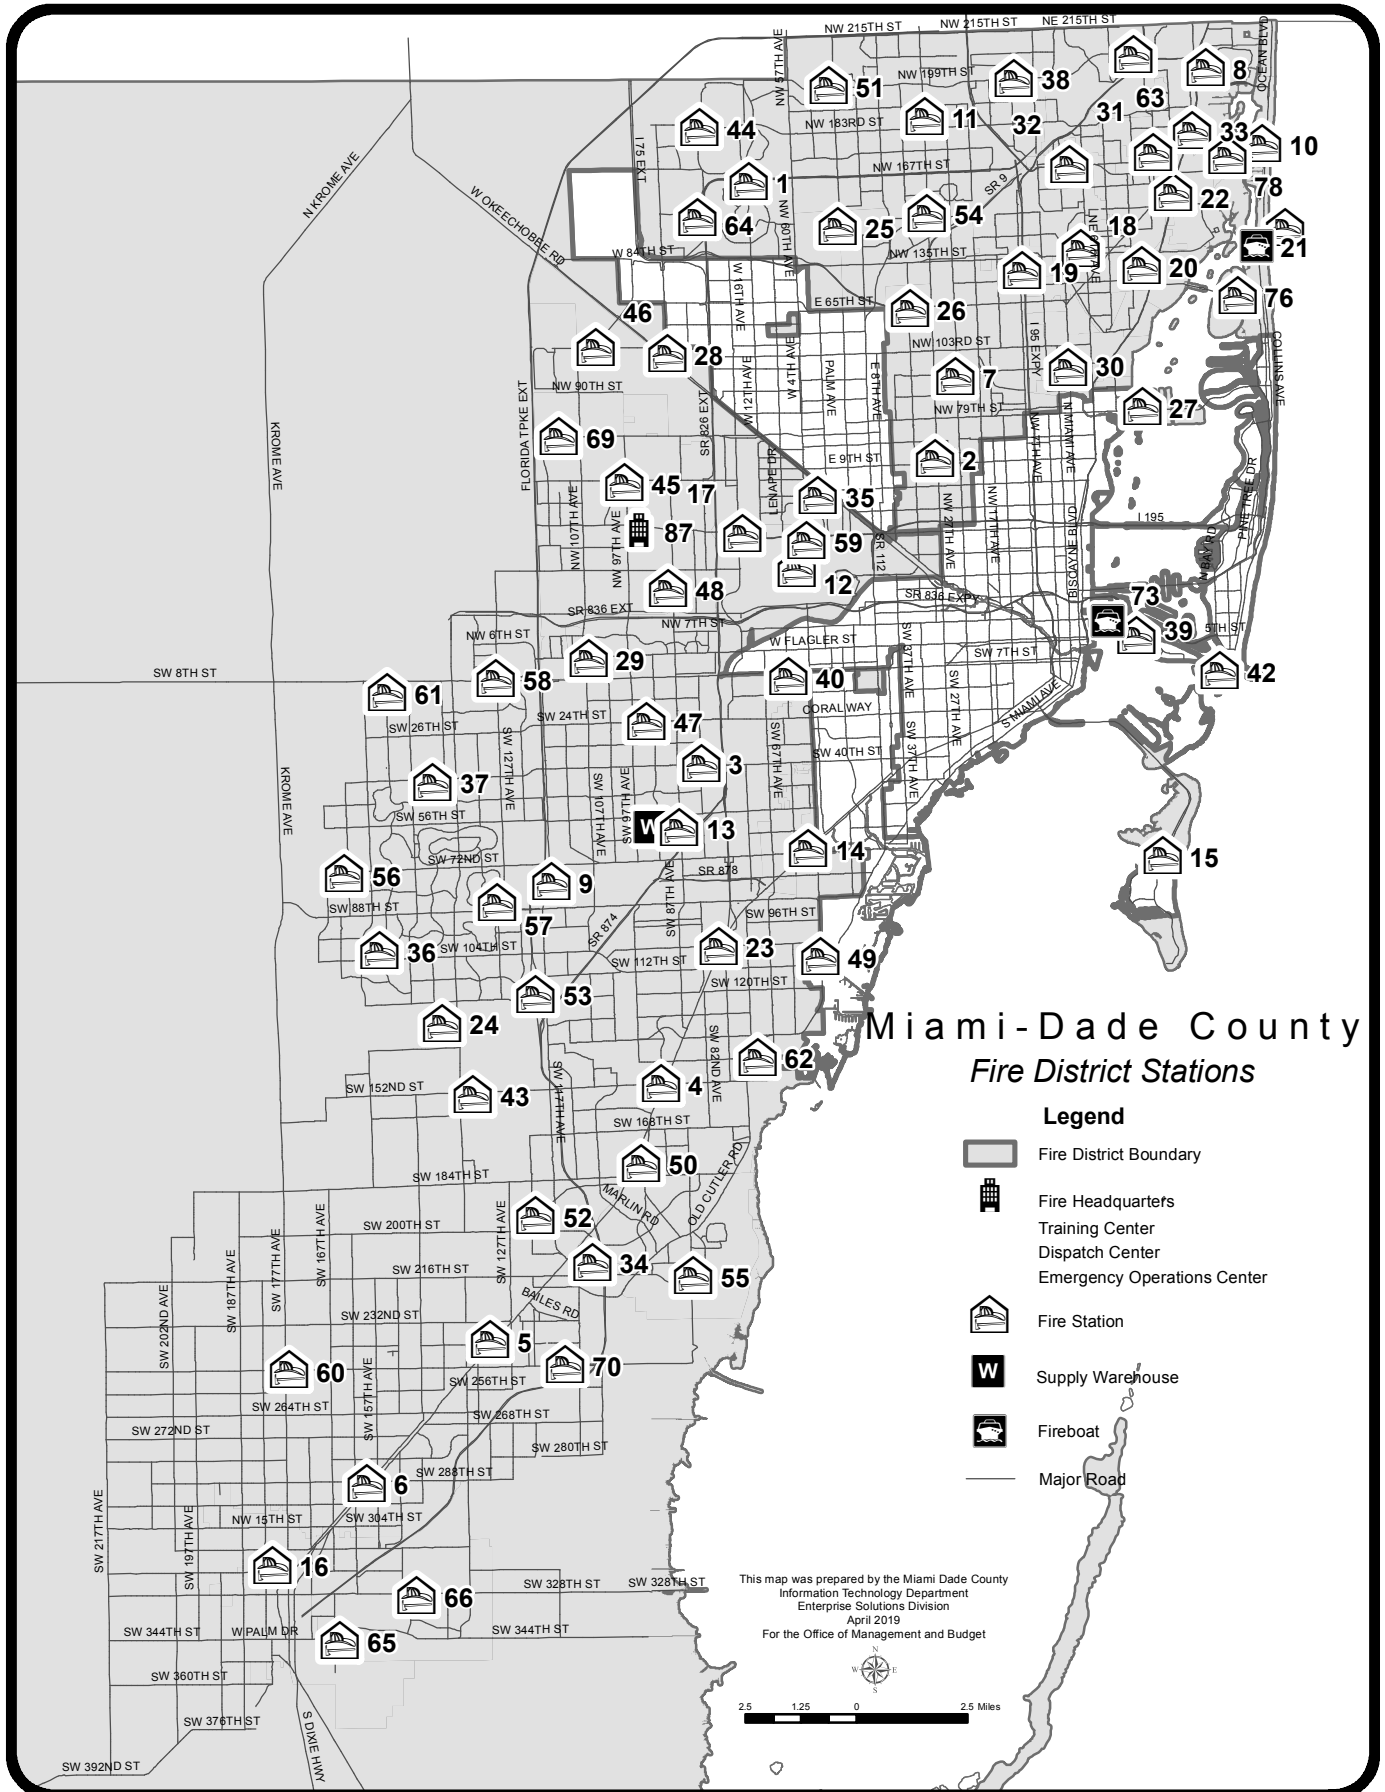 NW 215TH ST
NW 215TH ST
NE 215TH ST
NW 57TH AVE
OCEAN BLVD
NW 199TH ST
51
38
63
8
44
11
32
31
33
10
NW 183RD ST
I 75 EXT
N KROME AVE
NW 167TH ST
SR 9
1
W OKEECHOBEE RD
64
25
54
22
78
18
21
W 84TH ST
NW 60TH AVE
NW 135TH ST
19
20
76
W 16TH AVE
E 65TH ST
26
46
28
NW 103RD ST
I 95 EXPY
30
COLLINS AVE
W 12TH AVE
W 4TH AVE
PALM AVE
E 8TH AVE
7
NW 90TH ST
FLORIDA TPKE EXT
SR 826 EXT
NW 79TH ST
27
N MIAMI AVE
NW 7TH AVE
KROME AVE
69
E 9TH ST
2
LENAPE DR
PINE TREE DR
45
17
35
NW 107TH AVE
NW 97TH AVE
87
59
SR 112
NW 27TH AVE
NW 17TH AVE
BISCAYNE BLVD
I 195
N BAY RD
48
12
SR 836 EXPY
73
SR 836 EXT
NW 7TH ST
NW 6TH ST
W FLAGLER ST
SW 7TH ST
39
5TH ST
SW 8TH ST
61
58
29
40
42
SW 37TH AVE
SW 27TH AVE
S MIAMI AVE
SW 26TH ST
SW 24TH ST
47
CORAL WAY
SW 127TH AVE
SW 67TH AVE
SW 40TH ST
SW 37TH AVE
3
37
KROME AVE
SW 107TH AVE
SW 97TH AVE
SW 56TH ST
W
13
14
15
SW 72ND ST
SR 878
56
9
SW 87TH AVE
SW 88TH ST
57
SW 96TH ST
SR 874
36
SW 104TH ST
23
49
SW 112TH ST
SW 120TH ST
53
24
Miami-Dade County
Fire District Stations
SW 82ND AVE
62
SW 152ND ST
43
SW 117TH AVE
4
SW 168TH ST
Legend
Fire District Boundary
Fire Headquarters
Training Center
Dispatch Center
Emergency Operations Center
Fire Station
W
Supply Warehouse
Fireboat
Major Road
50
SW 184TH ST
MARLIN RD
OLD CUTLER RD
SW 167TH AVE
SW 127TH AVE
52
SW 200TH ST
SW 187TH AVE
SW 177TH AVE
34
SW 216TH ST
55
SW 202ND AVE
BAILES RD
SW 232ND ST
5
60
70
SW 157TH AVE
SW 256TH ST
SW 264TH ST
SW 268TH ST
SW 272ND ST
SW 280TH ST
6
SW 288TH ST
SW 217TH AVE
SW 197TH AVE
NW 15TH ST
SW 304TH ST
16
66
SW 328TH ST
SW 328TH ST
SW 344TH ST
W PALM DR
65
SW 344TH ST
SW 360TH ST
SW 376TH ST
S DIXIE HWY
SW 392ND ST
This map was prepared by the Miami Dade County
Information Technology Department
Enterprise Solutions Division
April 2019
For the Office of Management and Budget
N
W
E
S
2.5
1.25
0
2.5 Miles